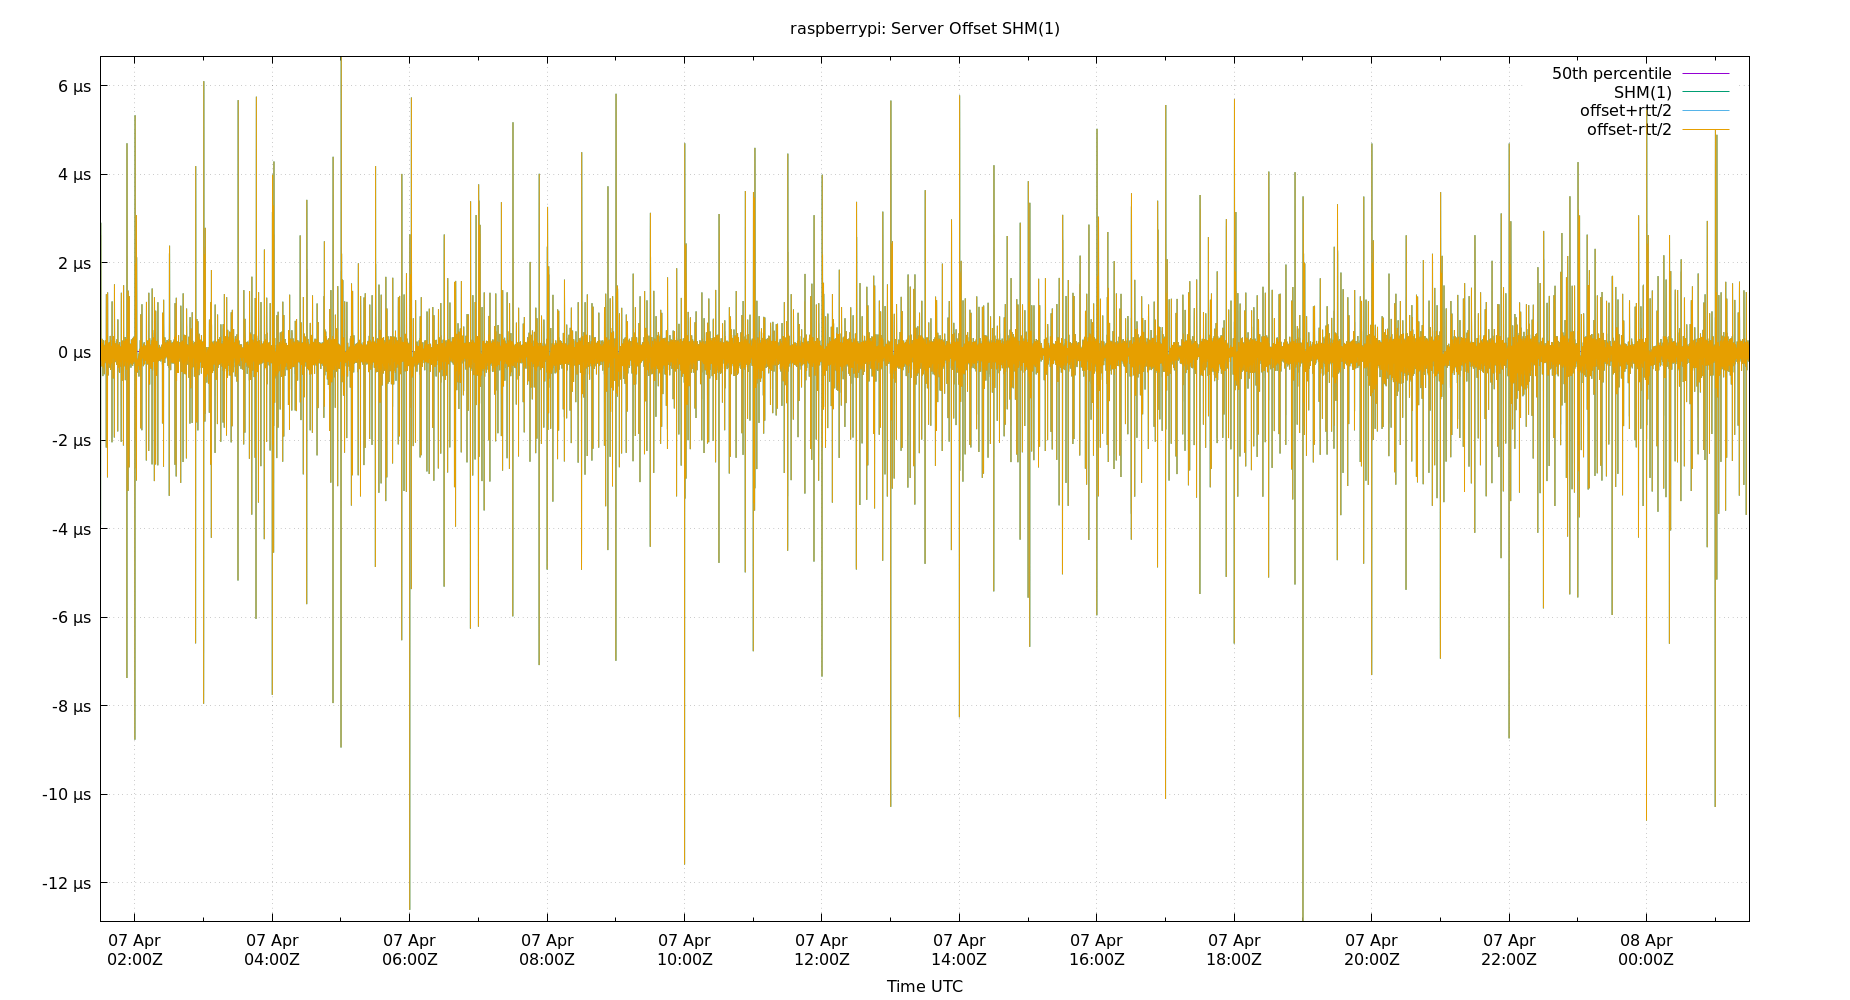 raspberrypi: Server Offset SHM(1)
50th percentile
SHM(1)
offset+rtt/2
offset-rtt/2
6 µs
4 µs
2 µs
0 µs
-2 µs
-4 µs
-6 µs
-8 µs
-10 µs
-12 µs
07 Apr 07 Apr 07 Apr 07 Apr 07 Apr 07 Apr 07 Apr 07 Apr 07 Apr 07 Apr 07 Apr 08 Apr
02:00Z 04:00Z 06:00Z 08:00Z 10:00Z 12:00Z 14:00Z 16:00Z 18:00Z 20:00Z 22:00Z 00:00Z
Time UTC